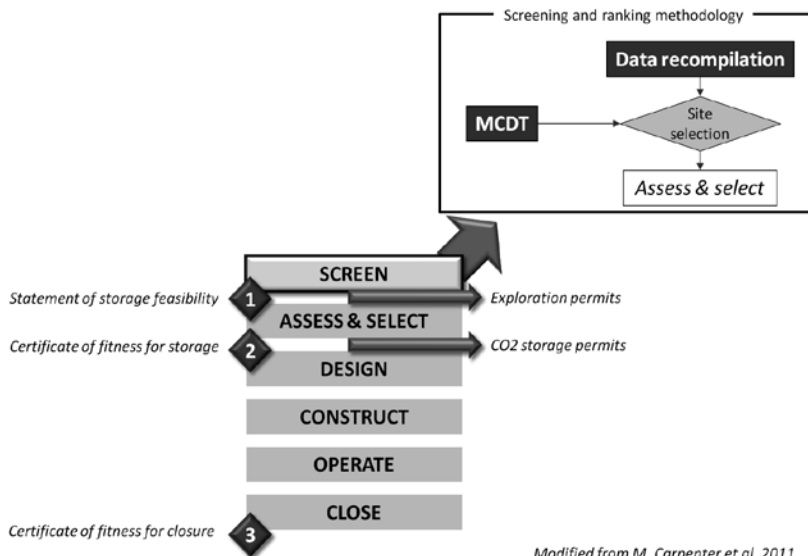 Screening and ranking methodology
Data recompilation
MCDT
Site
selection
Assess & select
SCREEN
Statement of storage feasibility
1
Exploration permits
ASSESS & SELECT
Certificate of fitness for storage
2
CO2 storage permits
DESIGN
CONSTRUCT
OPERATE
CLOSE
Certificate of fitness for closure
3
Modified from M. Carpenter et al. 2011